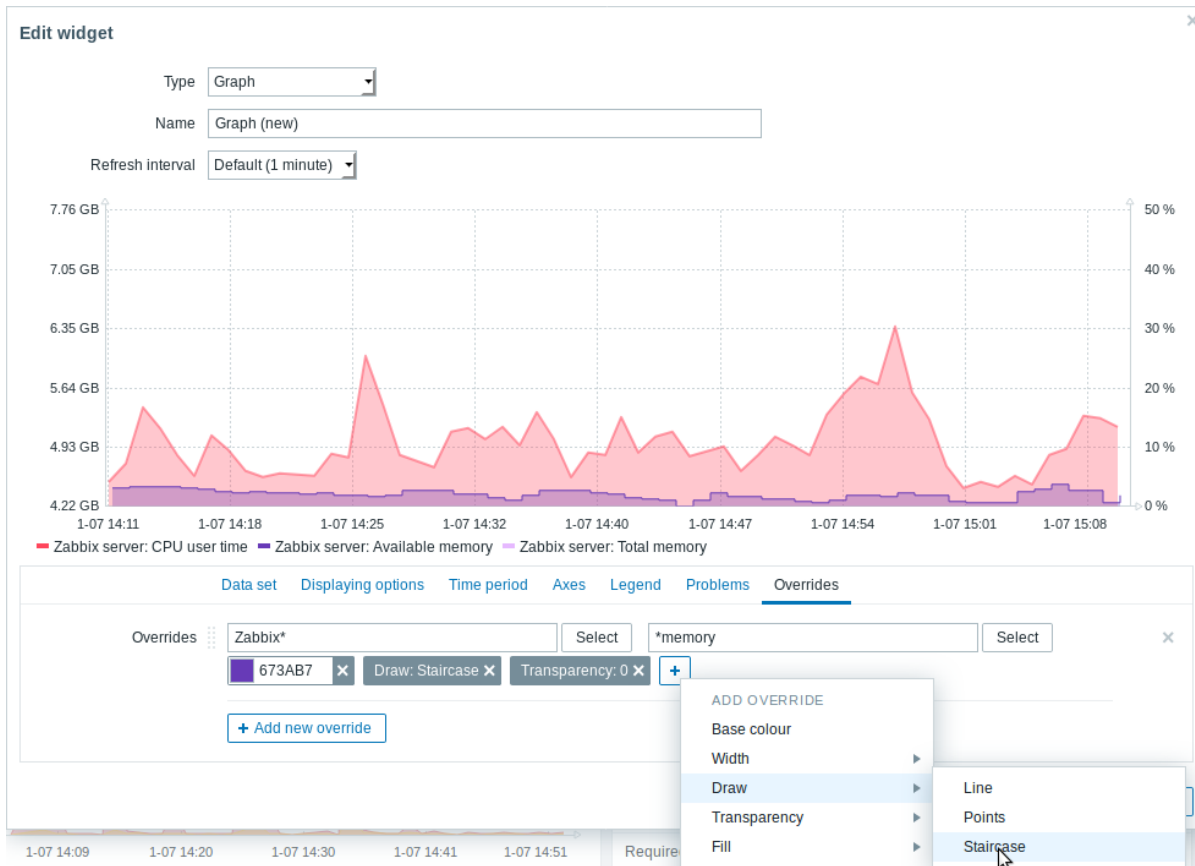 Edit widget
Type Graph
Name Graph (new)
Refresh interval Default (1 minute)
7.76 GB 50 %
7.05 GB 40 %
6.35 GB 30 %
5.64 GB 20 %
4.93 GB 10 %
4.22 GB 0 %
1-07 14:11 1-07 14:18 1-07 14:25 1-07 14:32 1-07 14:40 1-07 14:47 1-07 14:54 1-07 15:01 1-07 15:08
Zabbix server: CPU user time Zabbix server: Available memory Zabbix server: Total memory
Data set Displaying options Time period Axes Legend Problems Overrides
Overrides Zabbix* Select *memory Select
673AB7 Draw: Staircase Transparency: 0 +
ADD OVERRIDE
+ Add new override
Base colour
Width
Draw Line
Transparency Points
Fill Staircase
1-07 14:09 1-07 14:20 1-07 14:30 1-07 14:41 1-07 14:51